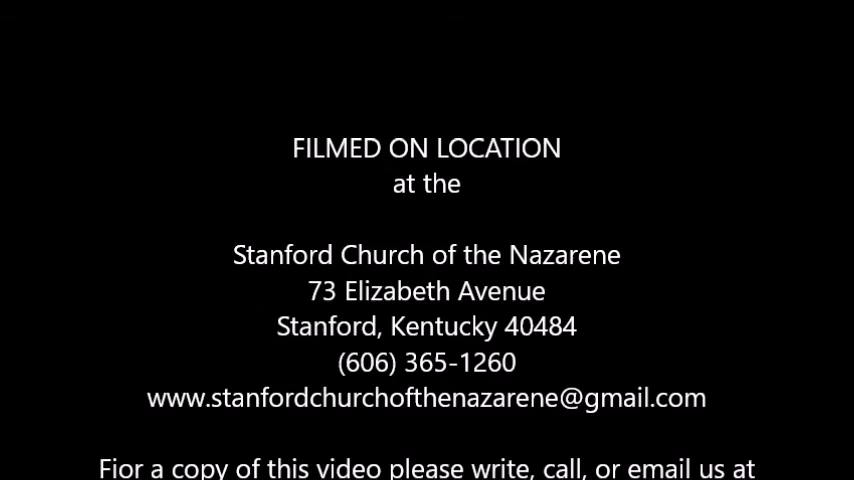 FILMED ON LOCATION
at the
Stanford Church of the Nazarene
73 Elizabeth Avenue
Stanford, Kentucky 40484
(606) 365-1260
www.stanfordchurchofthenazarene@gmail.com
Fior a copy of this video please write, call, or email us at